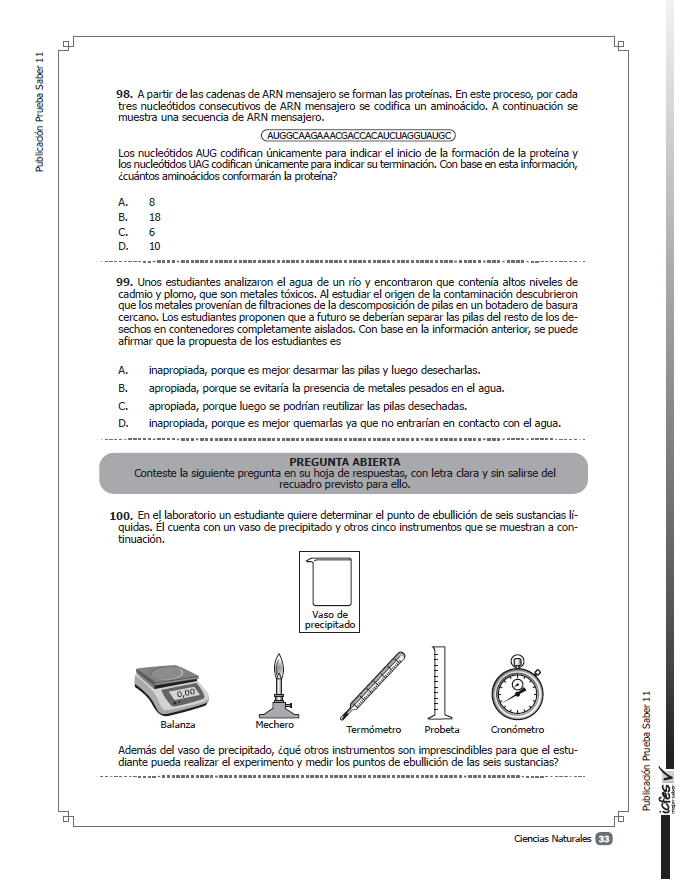 Publicación Prueba Saber 11
98. A partir de las cadenas de ARN mensajero se forman las proteínas. En este proceso, por cada
tres nucleótidos consecutivos de ARN mensajero se codifica un aminoácido. A continuación se
muestra una secuencia de ARN mensajero.
AUGGCAAGAAACGACCACAUCUAGGUAUGC
Los nucleótidos AUG codifican únicamente para indicar el inicio de la formación de la proteína y
los nucleótidos UAG codifican únicamente para indicar su terminación. Con base en esta información,
¿cuántos aminoácidos conformarán la proteína?
A. 8
B. 18
C. 6
D. 10
99. Unos estudiantes analizaron el agua de un río y encontraron que contenía altos niveles de
cadmio y plomo, que son metales tóxicos. Al estudiar el origen de la contaminación descubrieron
que los metales provenían de filtraciones de la descomposición de pilas en un botadero de basura
cercano. Los estudiantes proponen que a futuro se deberían separar las pilas del resto de los de-
sechos en contenedores completamente aislados. Con base en la información anterior, se puede
afirmar que la propuesta de los estudiantes es
A. inapropiada, porque es mejor desarmar las pilas y luego desecharlas.
B. apropiada, porque se evitaría la presencia de metales pesados en el agua.
C. apropiada, porque luego se podrían reutilizar las pilas desechadas.
D. inapropiada, porque es mejor quemarlas ya que no entrarían en contacto con el agua.
PREGUNTA ABIERTA
Conteste la siguiente pregunta en su hoja de respuestas, con letra clara y sin salirse del
recuadro previsto para ello.
100. En el laboratorio un estudiante quiere determinar el punto de ebullición de seis sustancias lí-
quidas. Él cuenta con un vaso de precipitado y otros cinco instrumentos que se muestran a con-
tinuación.
Vaso de
precipitado
0,00
Balanza
Mechero
Termómetro
Probeta
Cronómetro
Además del vaso de precipitado, ¿qué otros instrumentos son imprescindibles para que el estu-
diante pueda realizar el experimento y medir los puntos de ebullición de las seis sustancias?
Publicación Prueba Saber 11
icfes
mejor saber
Ciencias Naturales 33